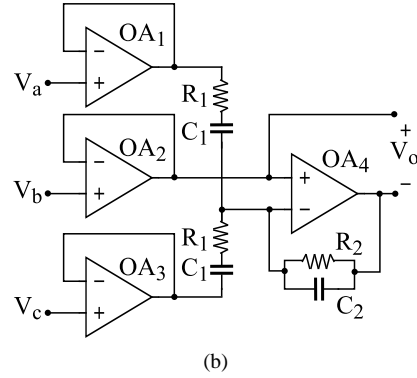 OA1
−
+
Va
R1
C1
OA2
−
+
Vb
OA4
+
−
+
Vo
−
R1
C1
R2
C2
OA3
−
+
Vc
(b)